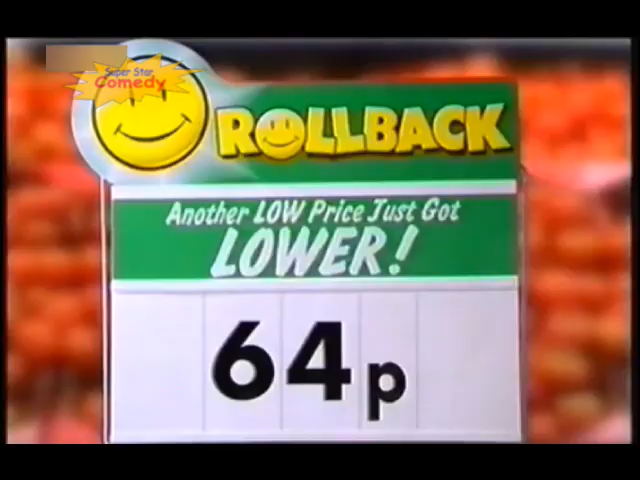 Super Star
Comedy
ROLLBACK
Another LOW Price Just Got
LOWER!
64p